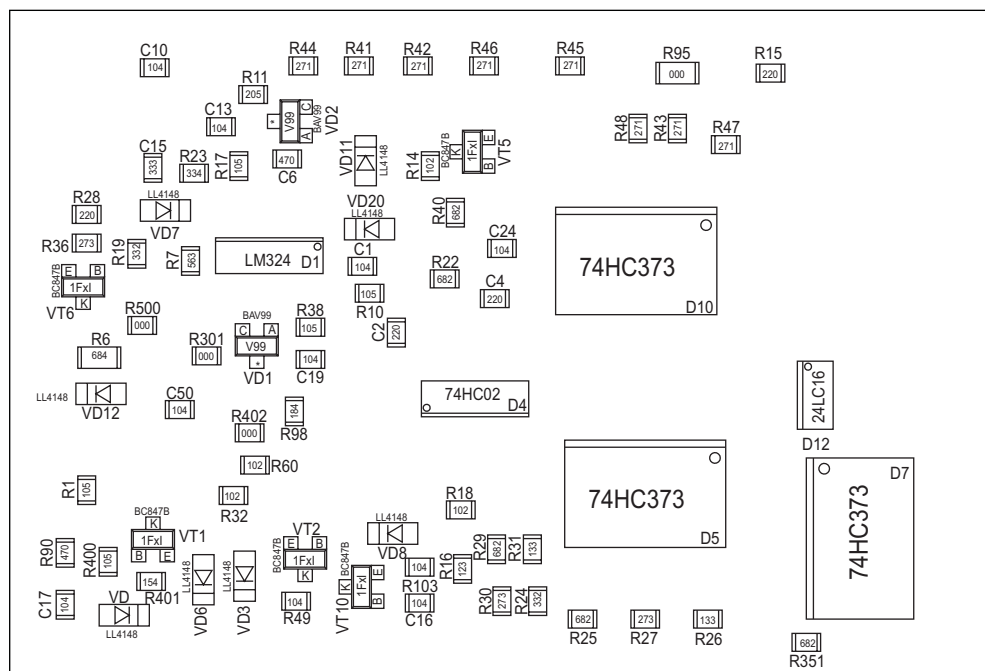 C10
104
R44
271
R41
271
R42
271
R46
271
R45
271
R95
000
R15
220
R11
205
C13
104
C
V99
A
*
BAV99
VD2
R48
271
R43
271
R47
271
C15
333
R23
334
R17
105
470
C6
VD11
LL4148
R14
102
BC847B
E
K
1FxI
B
VT5
R28
220
LL4148
VD7
VD20
LL4148
R40
682
R36
273
R19
332
R7
563
LM324
D1
C1
104
C24
104
74HC373
D10
BC847B
E
B
1FxI
K
VT6
105
R10
R22
682
C4
220
R500
000
R38
105
C2
220
BAV99
C
A
V99
*
VD1
R6
684
R301
000
104
C19
LL4148
VD12
C50
104
184
R98
74HC02
D4
24LC16
D12
R402
000
102
R60
R1
105
102
R32
R18
102
74HC373
D5
D7
74HC373
BC847B
K
1FxI
B
E
VT1
VT2
BC847B
E
B
1FxI
K
LL4148
VD8
R29
682
R31
133
R90
470
R400
105
154
R401
LL4148
VD6
LL4148
VD3
BC847B
K
1FxI
E
B
VT10
104
R103
R16
123
C17
104
VD
LL4148
104
R49
104
C16
R30
273
R24
332
682
R25
273
R27
133
R26
682
R351